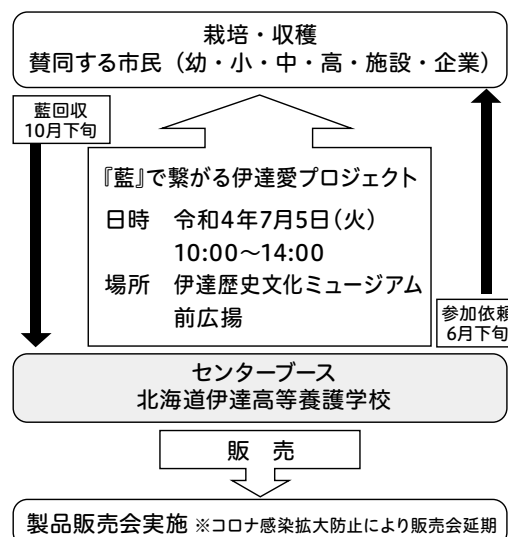 栽培・収穫
賛同する市民（幼・小・中・高・施設・企業）
藍回収
10月下旬
『藍』で繋がる伊達愛プロジェクト
日時 令和4年7月5日（火）
10:00～14:00
場所 伊達歴史文化ミュージアム
前広揚
参加依頼
6月下旬
センターブース
北海道伊達高等養護学校
販 売
製品販売会実施 ※コロナ感染拡大防止により販売会延期